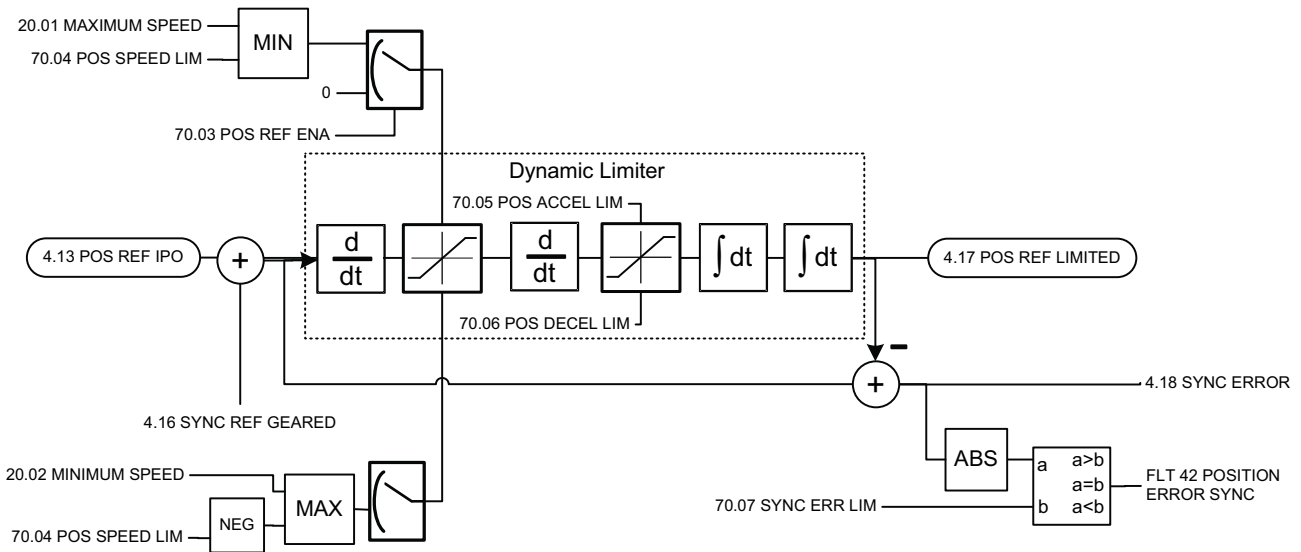 20.01 MAXIMUM SPEED
70.04 POS SPEED LIM
MIN
0
70.03 POS REF ENA
Dynamic Limiter
70.05 POS ACCEL LIM
4.13 POS REF IPO
+
d
dt
d
dt
∫ dt
∫ dt
4.17 POS REF LIMITED
70.06 POS DECEL LIM
–
+
4.18 SYNC ERROR
4.16 SYNC REF GEARED
20.02 MINIMUM SPEED
MAX
NEG
70.04 POS SPEED LIM
ABS
a
a>b
a=b
b
a<b
FLT 42 POSITION
ERROR SYNC
70.07 SYNC ERR LIM